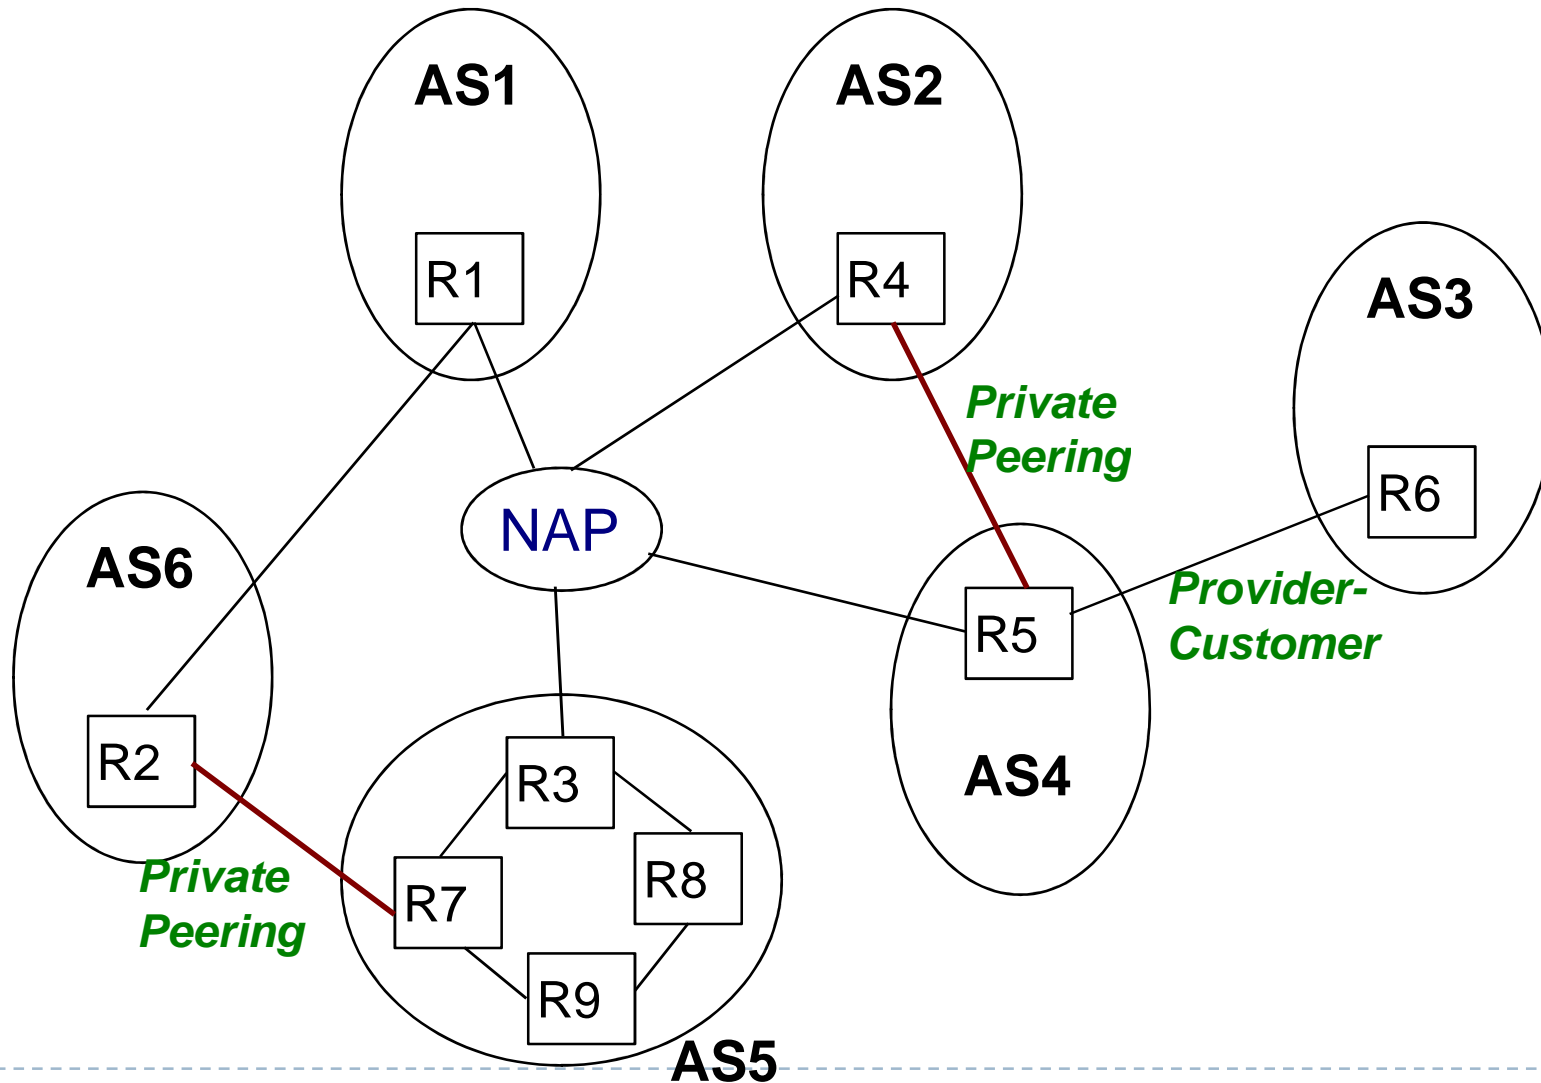 AS1
AS2
R1
R4
AS3
Private
Peering
R6
NAP
AS6
Provider-
Customer
R5
R2
R3
AS4
Private
Peering
R7
R8
R9
AS5